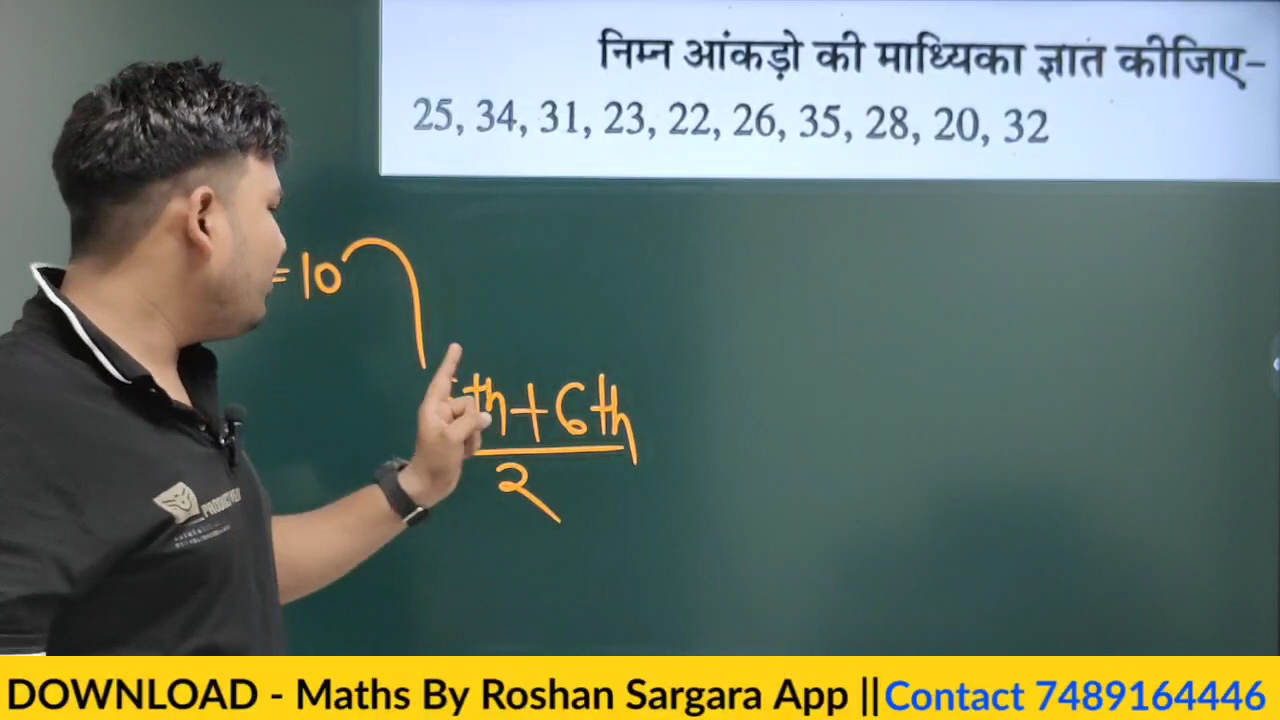 निम्न आंकड़ो की माध्यिका ज्ञात कीजिए-
25, 34, 31, 23, 22, 26, 35, 28, 20, 32
=10
th+6th
2
DOWNLOAD - Maths By Roshan Sargara App ||Contact 7489164446